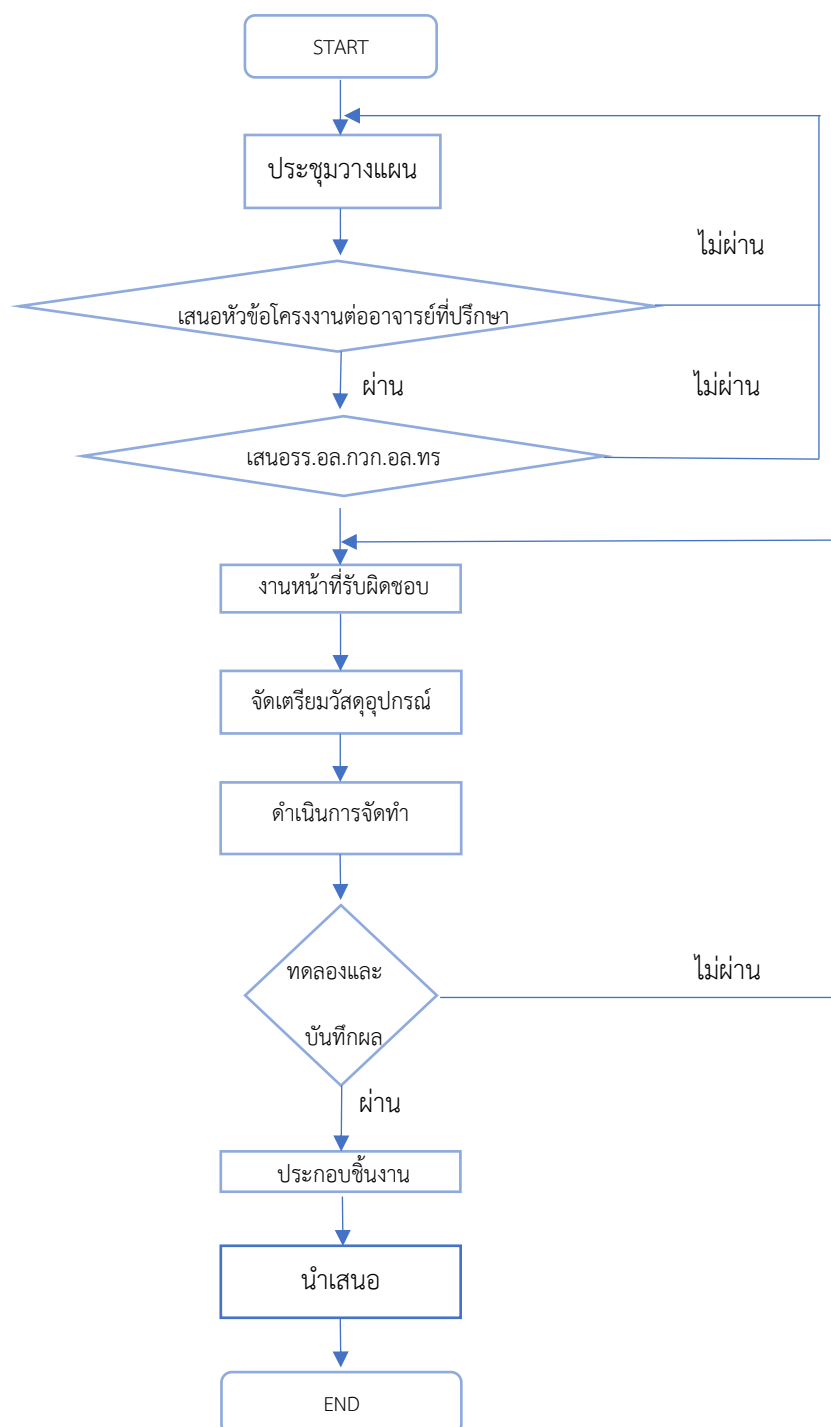 START
ประชุมวางแผน
ไม่ผ่าน
เสนอหัวข้อโครงงานต่ออาจารย์ที่ปรึกษา
ผ่าน
ไม่ผ่าน
เสนอรร.อล.กวก.อล.ทร
งานหน้าที่รับผิดชอบ
จัดเตรียมวัสดุอุปกรณ์
ดำเนินการจัดทำ
ทดลองและ
ไม่ผ่าน
บันทึกผล
ผ่าน
ประกอบชิ้นงาน
นำเสนอ
END